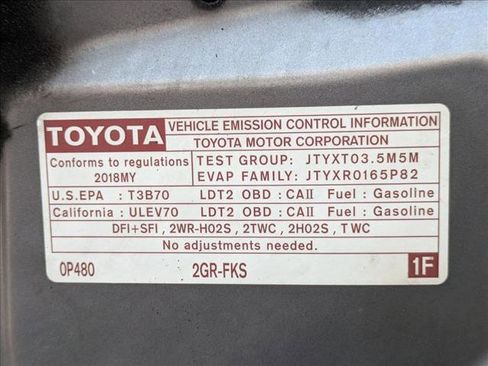 TOYOTA
VEHICLE EMISSION CONTROL INFORMATION
TOYOTA MOTOR CORPORATION
Conforms to regulations
2018MY
TEST GROUP: JTYXT03.5M5M
EVAP FAMILY: JTYXR0165P82
U.S.EPA : T3B70 LDT2 OBD : CAII Fuel : Gasoline
California : ULEV70 LDT2 OBD : CAII Fuel : Gasoline
DFI+SFI , 2WR-HO2S , 2TWC , 2HO2S , TWC
No adjustments needed.
0P480 2GR-FKS 1F